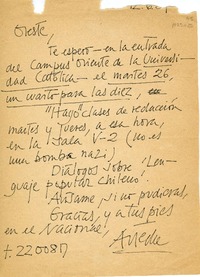 Oreste,
Te espero – en la entrada
del Campus Oriente de la Universi-
dad Católica – el martes 26,
un cuarto para las diez,
"Hago" clases de redacción
martes y jueves, a esa hora,
en la Sala V-2 (no es
una bomba nazi)
Diálogos sobre "Len-
guaje popular chileno".
Avísame, si no pudieras,
Gracias, y a tus pies
en el Nacional,